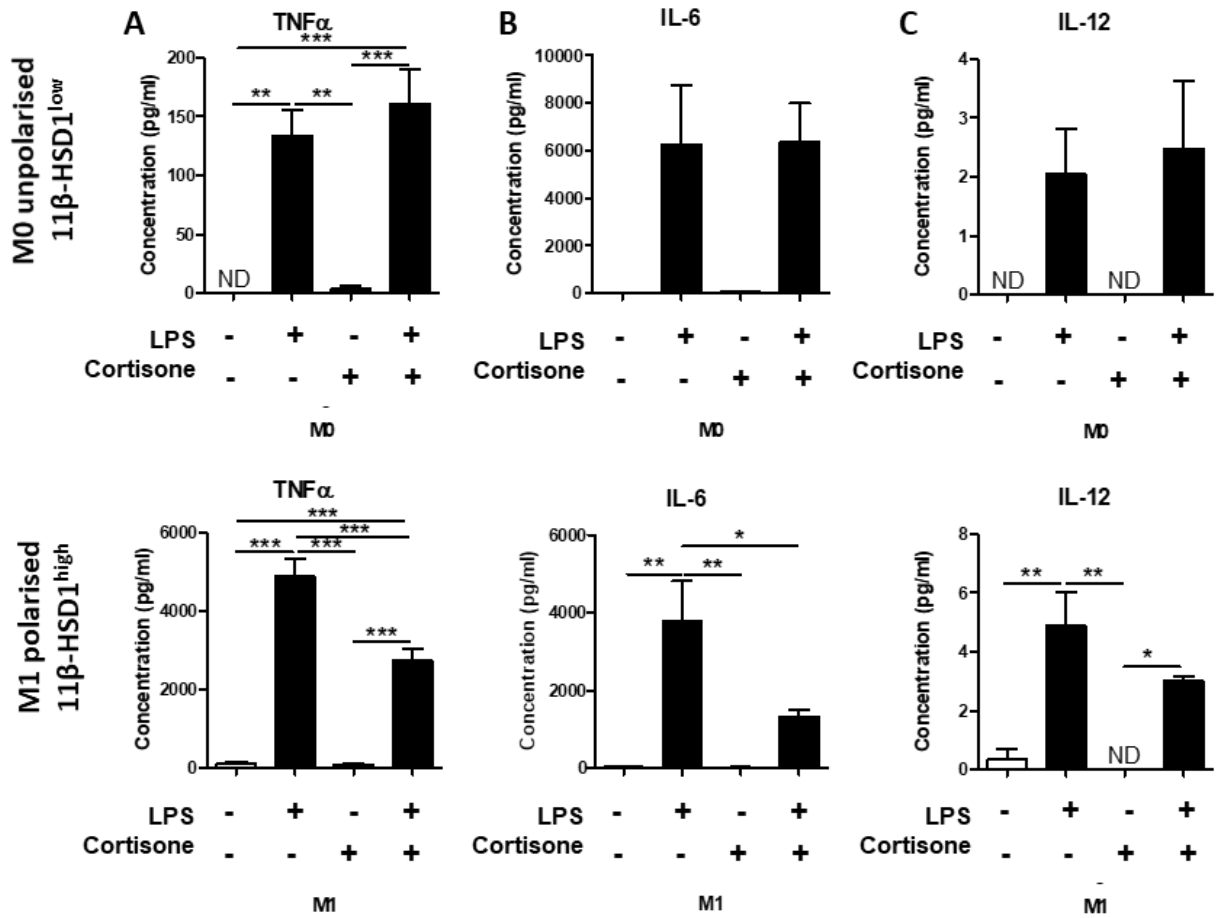 A
TNFα
B
IL-6
C
IL-12
M0 unpolarised
11β-HSD1low
Concentration (pg/ml)
200
150
100
50
0
*** 
***
** **
ND
LPS - + - +
Cortisone - - + +
M0
Concentration (pg/ml)
10000
8000
6000
4000
2000
0
LPS - + - +
Cortisone - - + +
M0
Concentration (pg/ml)
4
3
2
1
0
ND ND
- + - +
- - + +
M0
M1 polarised
11β-HSD1high
TNFα
Concentration (pg/ml)
6000
4000
2000
0
***
***
*** ***
***
LPS - + - +
Cortisone - - + +
M1
IL-6
Concentration (pg/ml)
6000
4000
2000
0
*
** **
LPS - + - +
Cortisone - - + +
M1
IL-12
Concentration (pg/ml)
8
6
4
2
0
** **
*
ND
LPS - + - +
Cortisone - - + +
M1